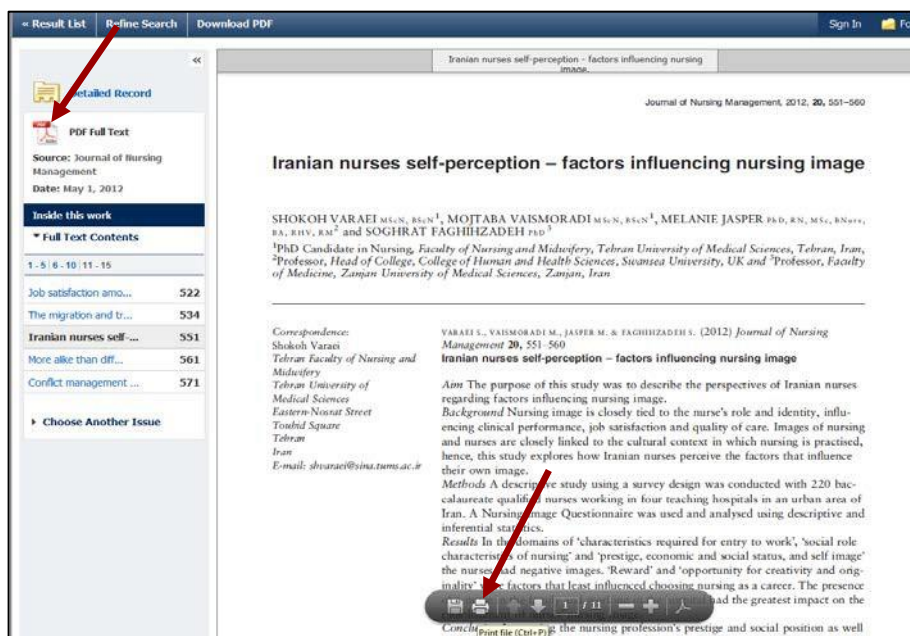 « Result List
Refine Search
Download PDF
Sign In
Fo
«
Detailed Record
PDF Full Text
Source: Journal of Nursing
Management
Date: May 1, 2012
Inside this work
Full Text Contents
1 - 5 | 6 - 10 | 11 - 15
Job satisfaction amo... 522
The migration and tr... 534
Iranian nurses self-... 551
More alike than diff... 561
Conflict management ... 571
Choose Another Issue
Iranian nurses self-perception - factors influencing nursing
image.
Journal of Nursing Management, 2012, 20, 551–560
Iranian nurses self-perception – factors influencing nursing image
SHOKOH VARAEI MScN, BScN1, MOJTABA VAISMORADI MScN, BScN1, MELANIE JASPER PhD, RN, MSc, BNurs,
BA, RHV, RM2 and SOGHRAT FAGHIHZADEH PhD3
1PhD Candidate in Nursing, Faculty of Nursing and Midwifery, Tehran University of Medical Sciences, Tehran, Iran,
2Professor, Head of College, College of Human and Health Sciences, Swansea University, UK and 3Professor, Faculty
of Medicine, Zanjan University of Medical Sciences, Zanjan, Iran
Correspondence:
Shokoh Varaei
Tehran Faculty of Nursing and
Midwifery
Tehran University of
Medical Sciences
Eastern-Nosrat Street
Touhid Square
Tehran
Iran
E-mail: shvaraei@sina.tums.ac.ir
VARAEI S., VAISMORADI M., JASPER M. & FAGHIHZADEH S. (2012) Journal of Nursing
Management 20, 551–560
Iranian nurses self-perception – factors influencing nursing image
Aim The purpose of this study was to describe the perspectives of Iranian nurses
regarding factors influencing nursing image.
Background Nursing image is closely tied to the nurse's role and identity, influ-
encing clinical performance, job satisfaction and quality of care. Images of nursing
and nurses are closely linked to the cultural context in which nursing is practised,
hence, this study explores how Iranian nurses perceive the factors that influence
their own image.
Methods A descriptive study using a survey design was conducted with 220 bac-
calaureate qualified nurses working in four teaching hospitals in an urban area of
Iran. A Nursing Image Questionnaire was used and analysed using descriptive and
inferential statistics.
Results In the domains of 'characteristics required for entry to work', 'social role
characteristics of nursing' and 'prestige, economic and social status, and self image'
the nurses had negative images. 'Reward' and 'opportunity for creativity and orig-
inality' were factors that least influenced choosing nursing as a career. The presence
had the greatest impact on the
1 / 11
Print file (Ctrl+P)
the nursing profession's prestige and social position as well